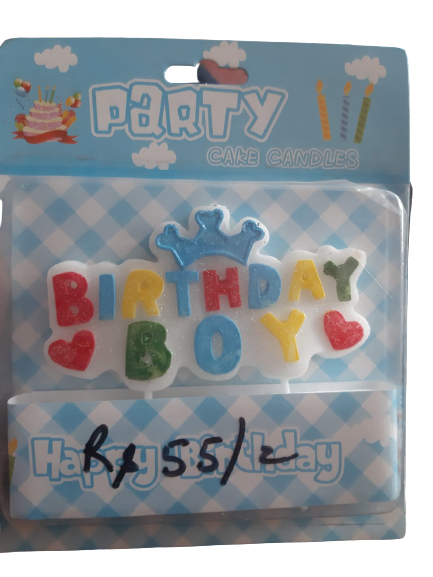 PARTY
CAKE CANDLES
BIRTHDAY
BOY
Happy Birthday
Rs 55/=